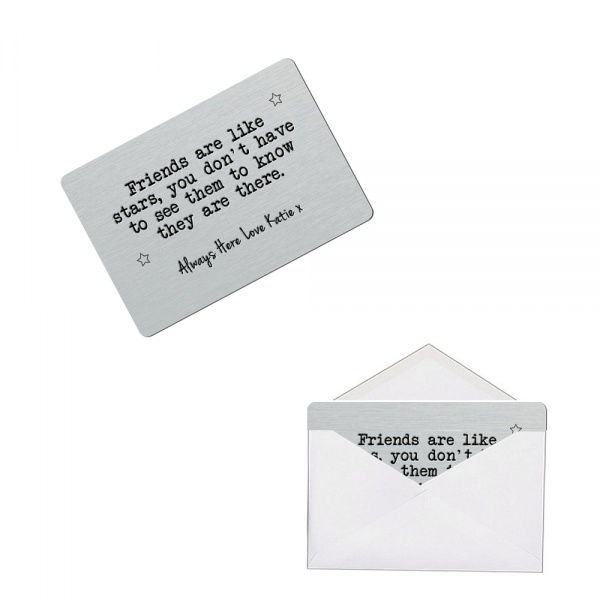 Friends are like
stars, you don't have
to see them to know
they are there.
Always Here Love Katie x
Friends are like
s, you don't
them